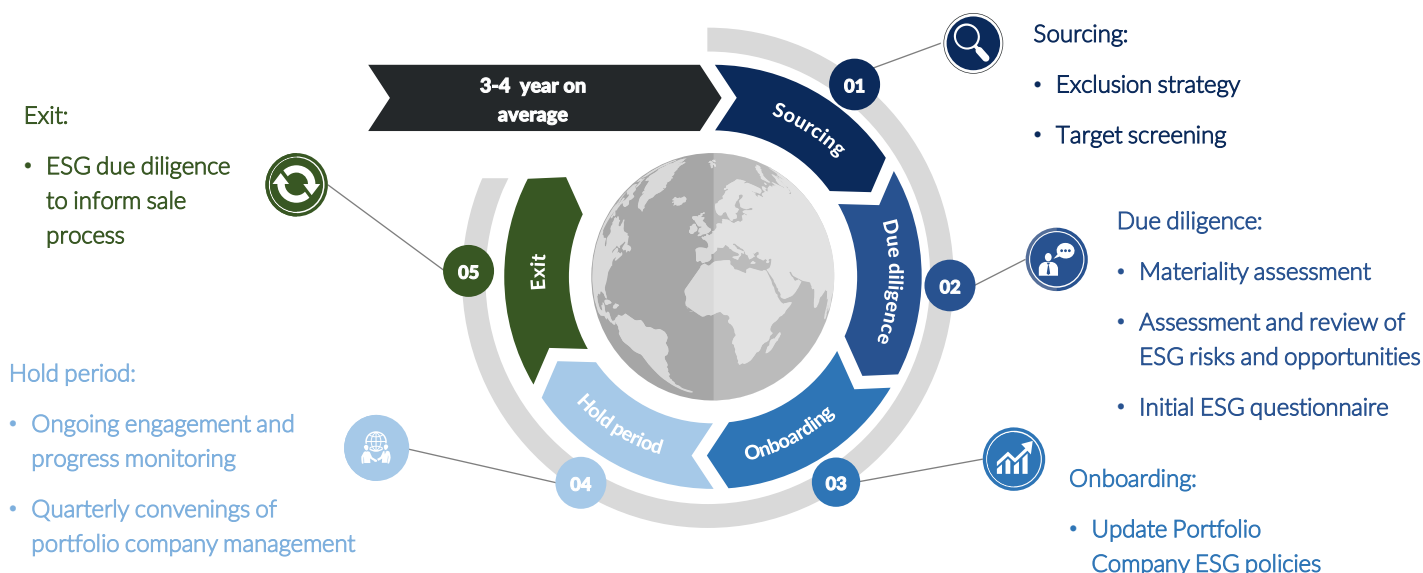 3-4 year on
average
01
Sourcing
Sourcing:
• Exclusion strategy
• Target screening
02
Due diligence
Due diligence:
• Materiality assessment
• Assessment and review of
ESG risks and opportunities
• Initial ESG questionnaire
03
Onboarding
Onboarding:
• Update Portfolio
Company ESG policies
04
Hold period
Hold period:
• Ongoing engagement and
progress monitoring
• Quarterly convenings of
portfolio company management
05
Exit
Exit:
• ESG due diligence
to inform sale
process